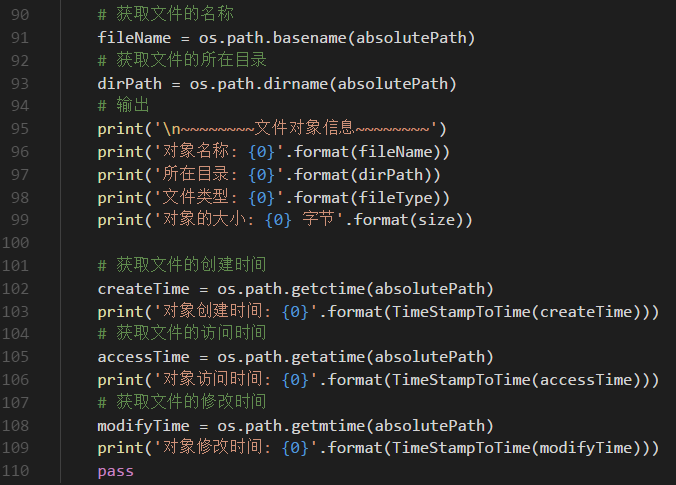 90 # 获取文件的名称
91 fileName = os.path.basename(absolutePath)
92 # 获取文件的所在目录
93 dirPath = os.path.dirname(absolutePath)
94 # 输出
95 print('\n~~~~~~~~文件对象信息~~~~~~~~')
96 print('对象名称: {0}'.format(fileName))
97 print('所在目录: {0}'.format(dirPath))
98 print('文件类型: {0}'.format(fileType))
99 print('对象的大小: {0} 字节'.format(size))
100
101 # 获取文件的创建时间
102 createTime = os.path.getctime(absolutePath)
103 print('对象创建时间: {0}'.format(TimeStampToTime(createTime)))
104 # 获取文件的访问时间
105 accessTime = os.path.getatime(absolutePath)
106 print('对象访问时间: {0}'.format(TimeStampToTime(accessTime)))
107 # 获取文件的修改时间
108 modifyTime = os.path.getmtime(absolutePath)
109 print('对象修改时间: {0}'.format(TimeStampToTime(modifyTime)))
110 pass